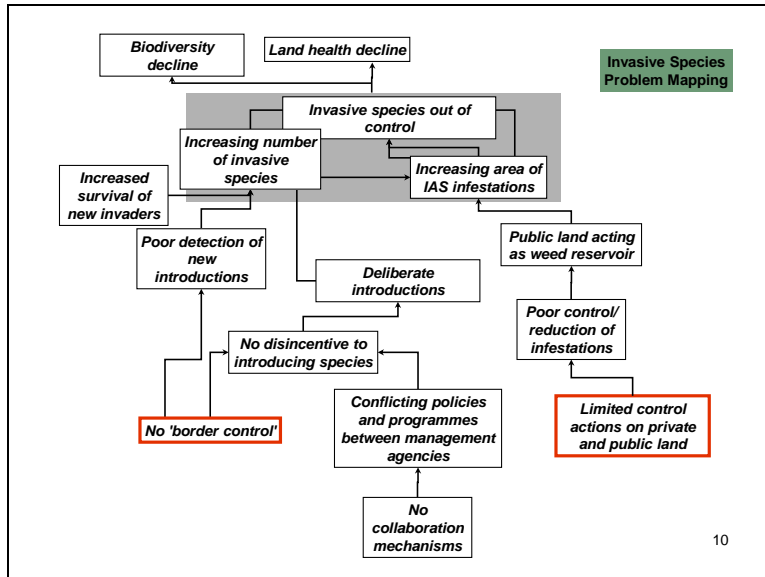 Biodiversity
decline
Land health decline
Invasive Species
Problem Mapping
Invasive species out of
control
Increasing number
of invasive
species
Increasing area of
IAS infestations
Increased
survival of
new invaders
Poor detection of
new
introductions
Public land acting
as weed reservoir
Deliberate
introductions
Poor control/
reduction of
infestations
No disincentive to
introducing species
Conflicting policies
and programmes
between management
agencies
No 'border control'
Limited control
actions on private
and public land
No
collaboration
mechanisms
10